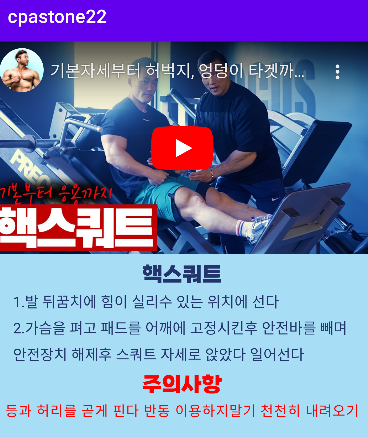 cpastone22
기본자세부터 허벅지, 엉덩이 타겟까...
기본부터 응용까지
핵스쿼트
핵스쿼트
1.발 뒤꿈치에 힘이 실리수 있는 위치에 선다
2.가슴을 펴고 패드를 어깨에 고정시킨후 안전바를 빼며
안전장치 해제후 스쿼트 자세로 앉았다 일어선다
주의사항
등과 허리를 곧게 핀다 반동 이용하지말기 천천히 내려오기